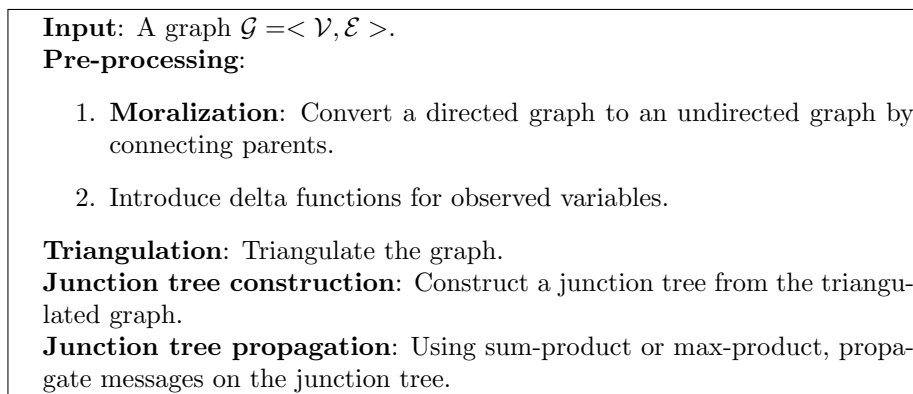 Input: A graph 𝒢 =< 𝒱, ℰ >.
Pre-processing:
1. Moralization: Convert a directed graph to an undirected graph by
connecting parents.
2. Introduce delta functions for observed variables.
Triangulation: Triangulate the graph.
Junction tree construction: Construct a junction tree from the triangu-
lated graph.
Junction tree propagation: Using sum-product or max-product, propa-
gate messages on the junction tree.